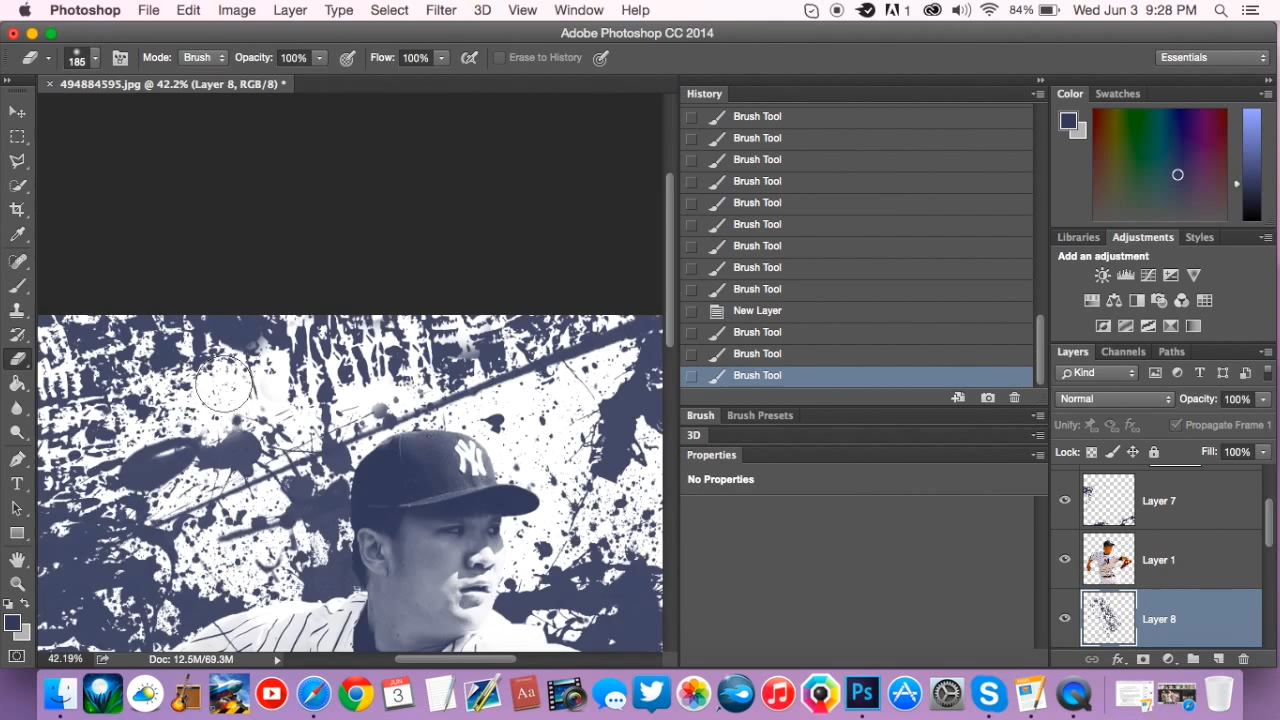 Photoshop File Edit Image Layer Type Select Filter 3D View Window Help 1 84% Wed Jun 3 9:28 PM
Adobe Photoshop CC 2014
185 Mode: Brush Opacity: 100% Flow: 100% Erase to History Essentials
494884595.jpg @ 42.2% (Layer 8, RGB/8) *
History
Brush Tool
Brush Tool
Brush Tool
Brush Tool
Brush Tool
Brush Tool
Brush Tool
Brush Tool
Brush Tool
New Layer
Brush Tool
Brush Tool
Brush Tool
Brush Brush Presets
3D
Properties
No Properties
Color Swatches
Libraries Adjustments Styles
Add an adjustment
Layers Channels Paths
Kind
Normal Opacity: 100%
Unify: Propagate Frame 1
Lock: Fill: 100%
Layer 7
Layer 1
Layer 8
NY
42.19% Doc: 12.5M/69.3M
JUN
3
Aa
Ps
S